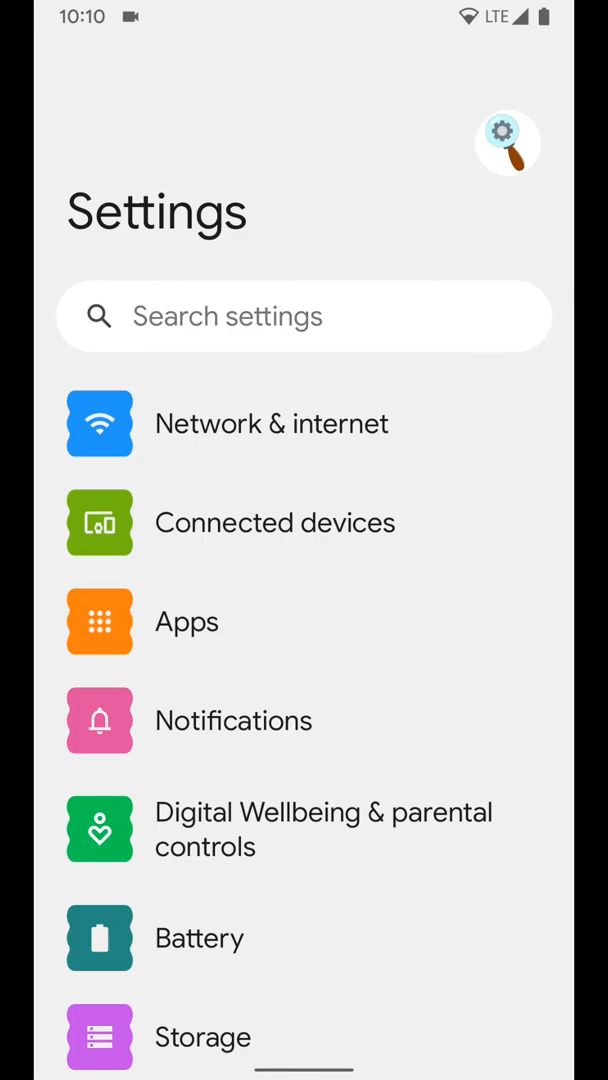 10:10
LTE
Settings
Search settings
Network & internet
Connected devices
Apps
Notifications
Digital Wellbeing & parental
controls
Battery
Storage